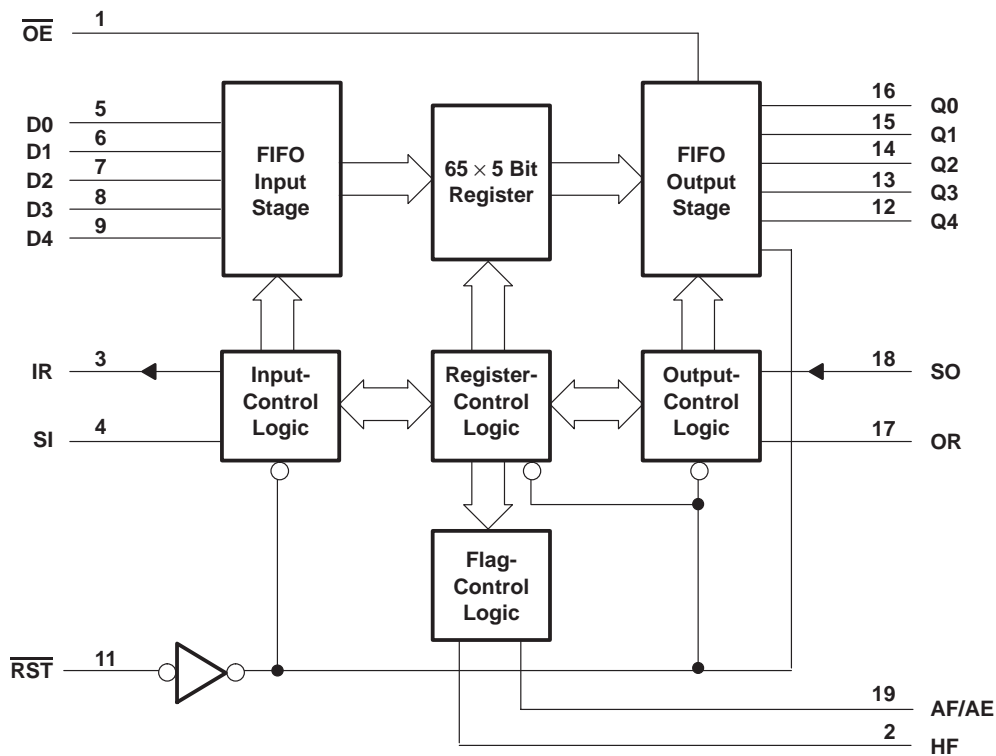 OE 1
D0 5
D1 6
D2 7
D3 8
D4 9
FIFO
Input
Stage
65 × 5 Bit
Register
FIFO
Output
Stage
16 Q0
15 Q1
14 Q2
13 Q3
12 Q4
IR 3
SI 4
Input-
Control
Logic
Register-
Control
Logic
Output-
Control
Logic
18 SO
17 OR
Flag-
Control
Logic
RST 11
19 AF/AE
2 HF